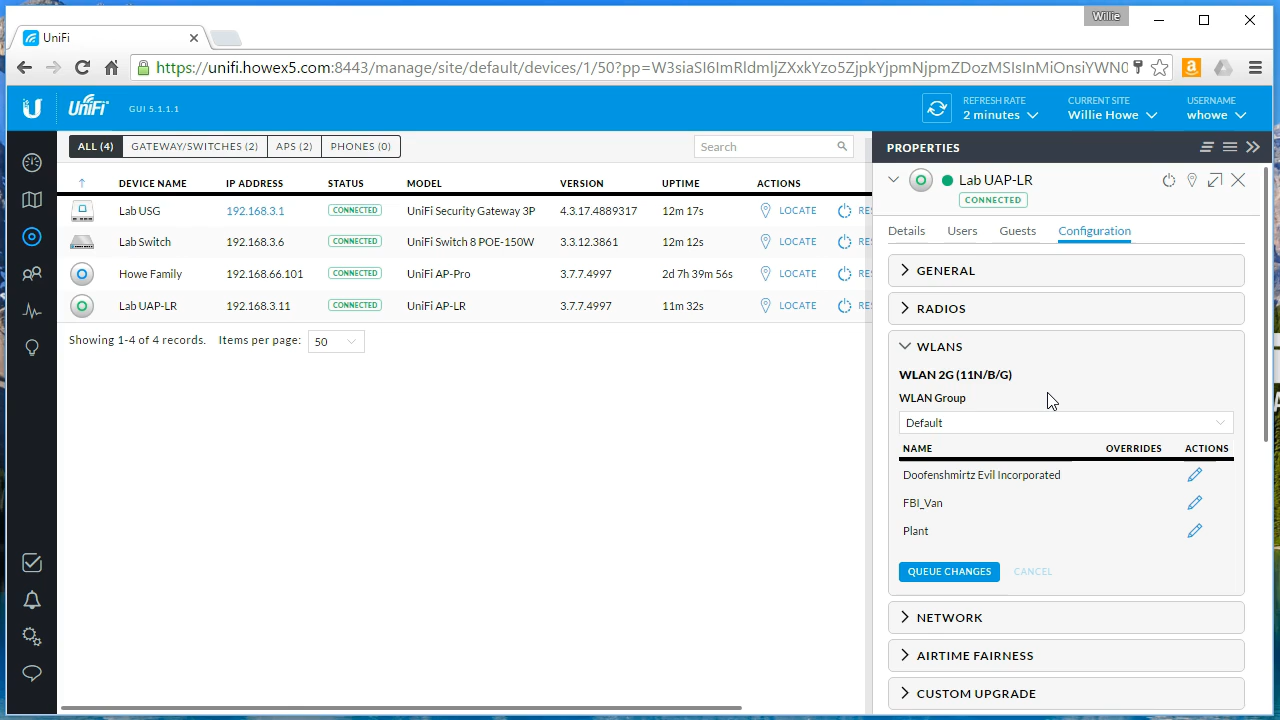 Willie
UniFi
https://unifi.howex5.com:8443/manage/site/default/devices/1/50?pp=W3siaSI6ImRldmljZXXkYzo5ZjpkYjpmNjpmZDozMSIsInMiOnsiYWN0
UniFi GUI 5.1.1.1
REFRESH RATE CURRENT SITE USERNAME
2 minutes Willie Howe whowe
ALL (4) GATEWAY/SWITCHES (2) APS (2) PHONES (0) Search
DEVICE NAME IP ADDRESS STATUS MODEL VERSION UPTIME ACTIONS
Lab USG 192.168.3.1 CONNECTED UniFi Security Gateway 3P 4.3.17.4889317 12m 17s LOCATE RES
Lab Switch 192.168.3.6 CONNECTED UniFi Switch 8 POE-150W 3.3.12.3861 12m 12s LOCATE RES
Howe Family 192.168.66.101 CONNECTED UniFi AP-Pro 3.7.7.4997 2d 7h 39m 56s LOCATE RES
Lab UAP-LR 192.168.3.11 CONNECTED UniFi AP-LR 3.7.7.4997 11m 32s LOCATE RES
Showing 1-4 of 4 records. Items per page: 50
PROPERTIES
Lab UAP-LR
CONNECTED
Details Users Guests Configuration
GENERAL
RADIOS
WLANS
WLAN 2G (11N/B/G)
WLAN Group
Default
NAME OVERRIDES ACTIONS
Doofenshmirtz Evil Incorporated
FBI_Van
Plant
QUEUE CHANGES CANCEL
NETWORK
AIRTIME FAIRNESS
CUSTOM UPGRADE